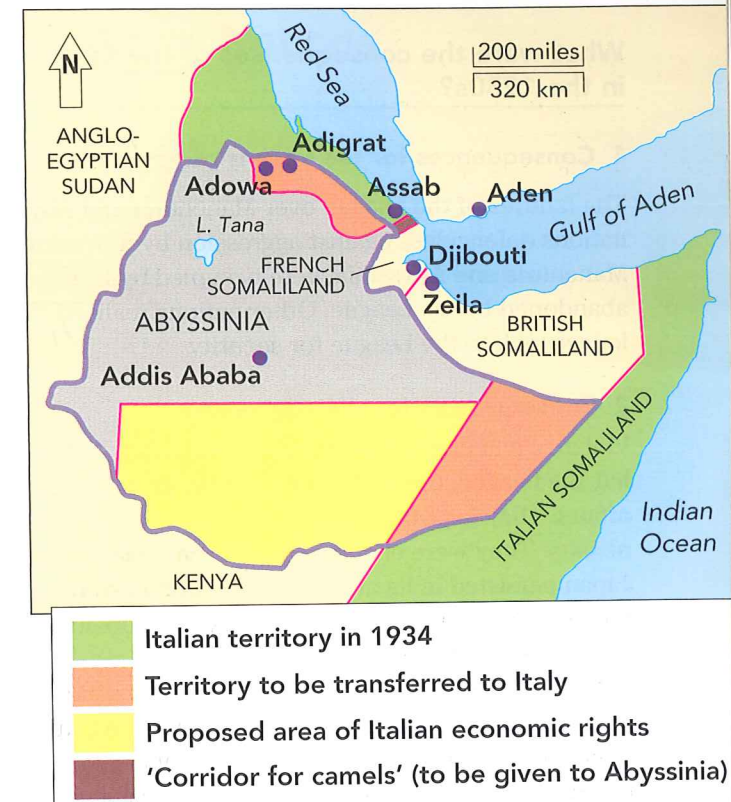 N
Red Sea
200 miles
320 km
ANGLO-
EGYPTIAN
SUDAN
Adigrat
Adowa
Assab
Aden
Gulf of Aden
L. Tana
FRENCH
SOMALILAND
Djibouti
Zeila
ABYSSINIA
BRITISH
SOMALILAND
Addis Ababa
ITALIAN SOMALILAND
Indian
Ocean
KENYA
Italian territory in 1934
Territory to be transferred to Italy
Proposed area of Italian economic rights
'Corridor for camels' (to be given to Abyssinia)